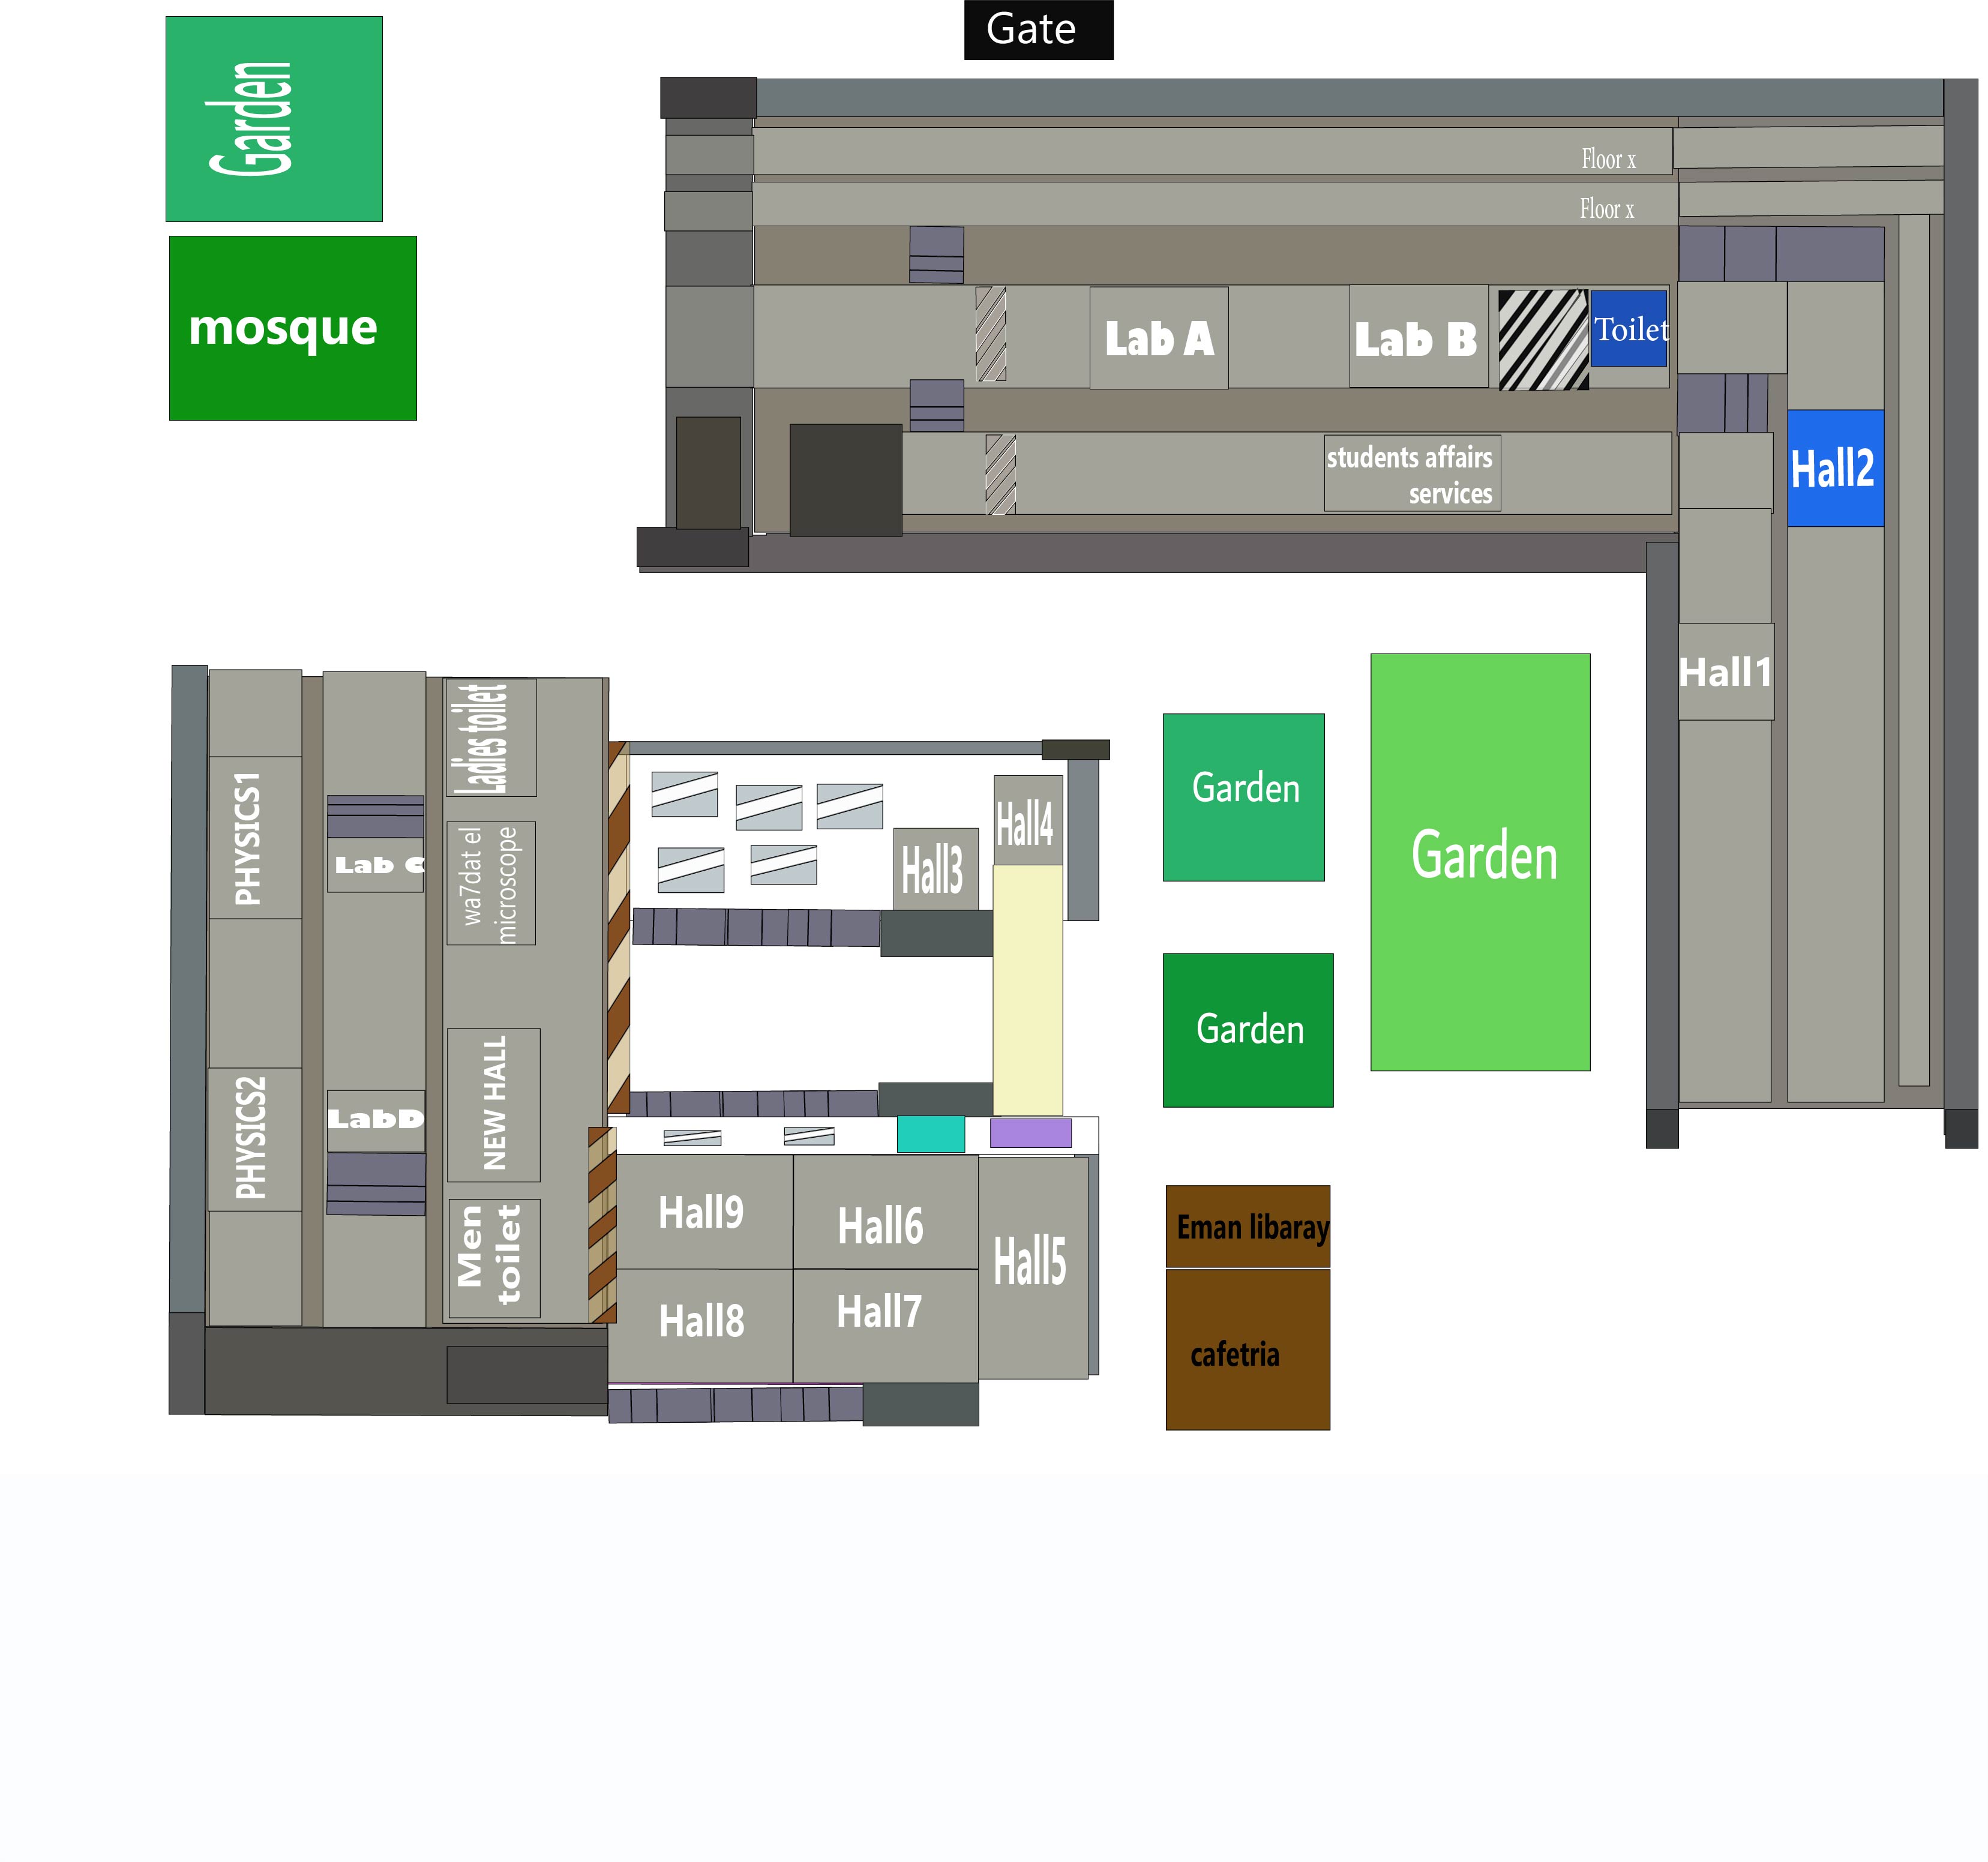 Gate
Garden
mosque
Floor x
Floor x
Lab A
Lab B
Toilet
students affairs
services
Hall2
Hall1
PHYSICS1
PHYSICS2
Lab C
LabD
Ladies toilet
wa7dat el
microscope
NEW HALL
Men
toilet
Hall3
Hall4
Hall9
Hall6
Hall5
Hall8
Hall7
Garden
Garden
Garden
Eman libaray
cafetria